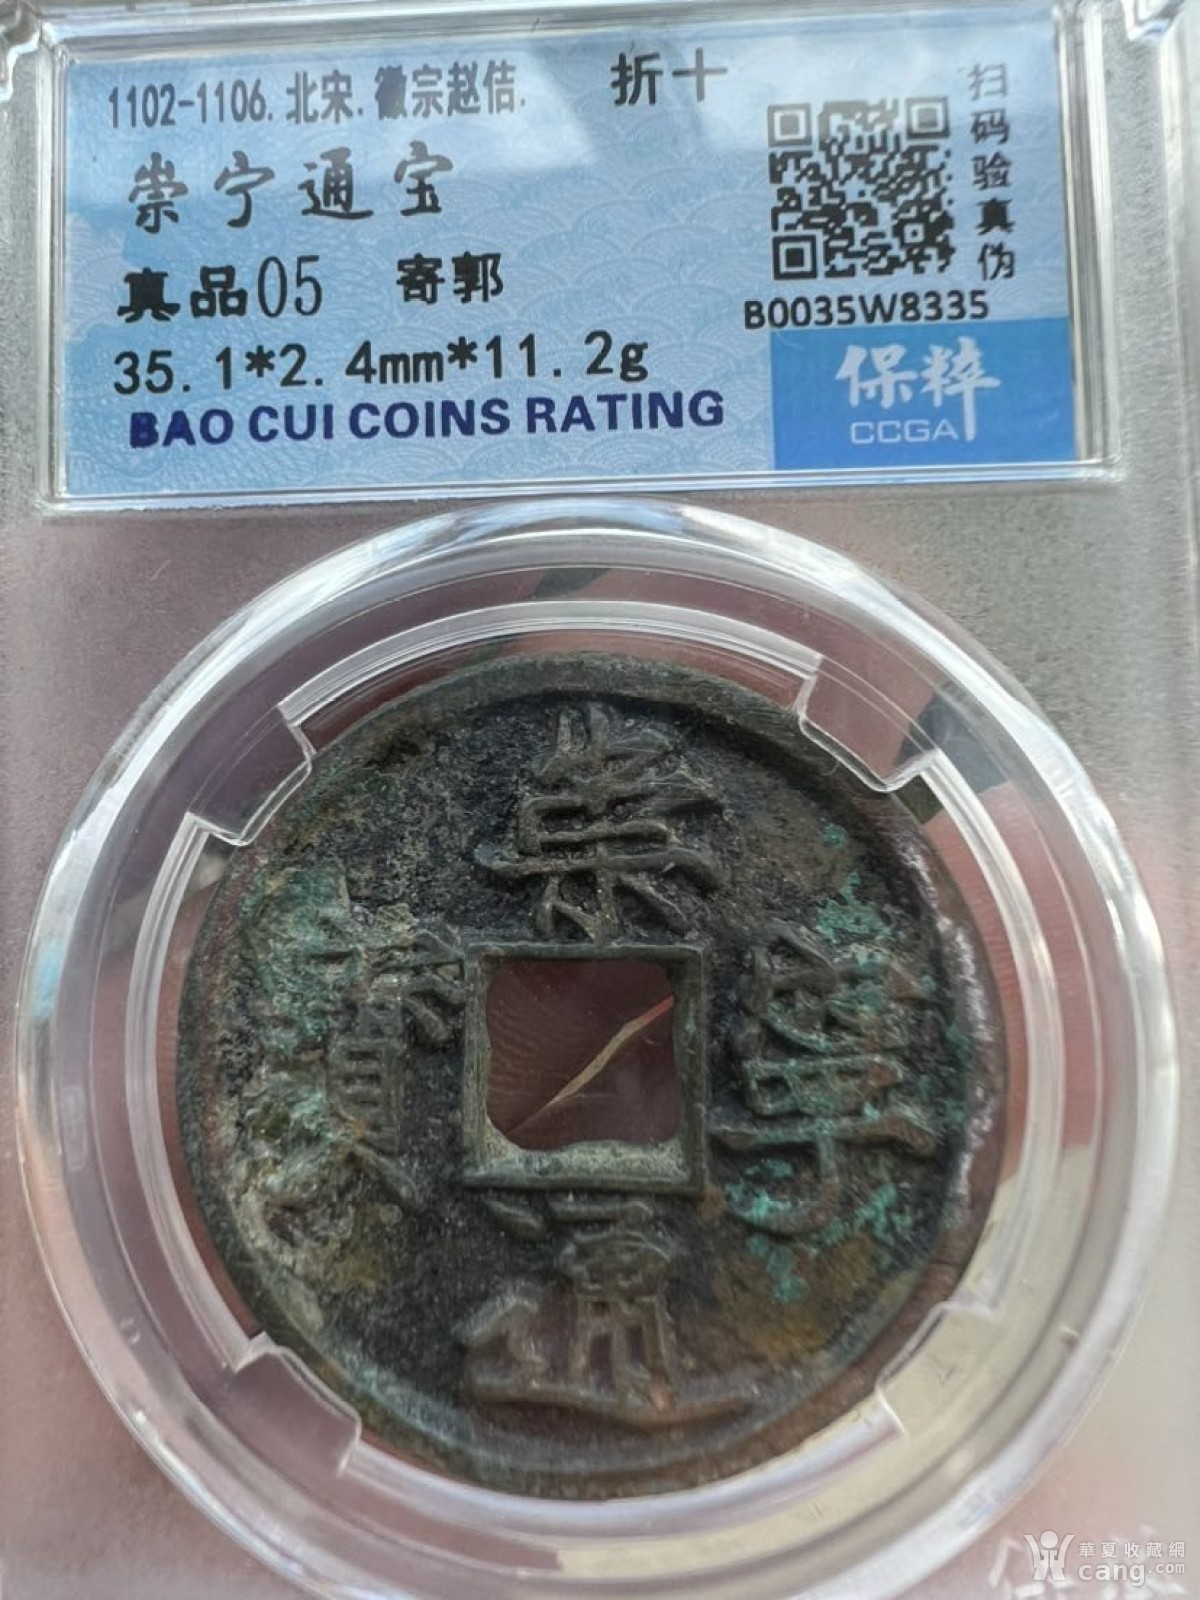 1102-1106.北宋.徽宗赵佶. 折十
崇宁通宝
真品05 寄郭
35.1*2.4mm*11.2g
BAO CUI COINS RATING
扫码验真伪
B0035W8335
保粹
CCGA
崇
寧
通
寳
華夏收藏網
cang.com